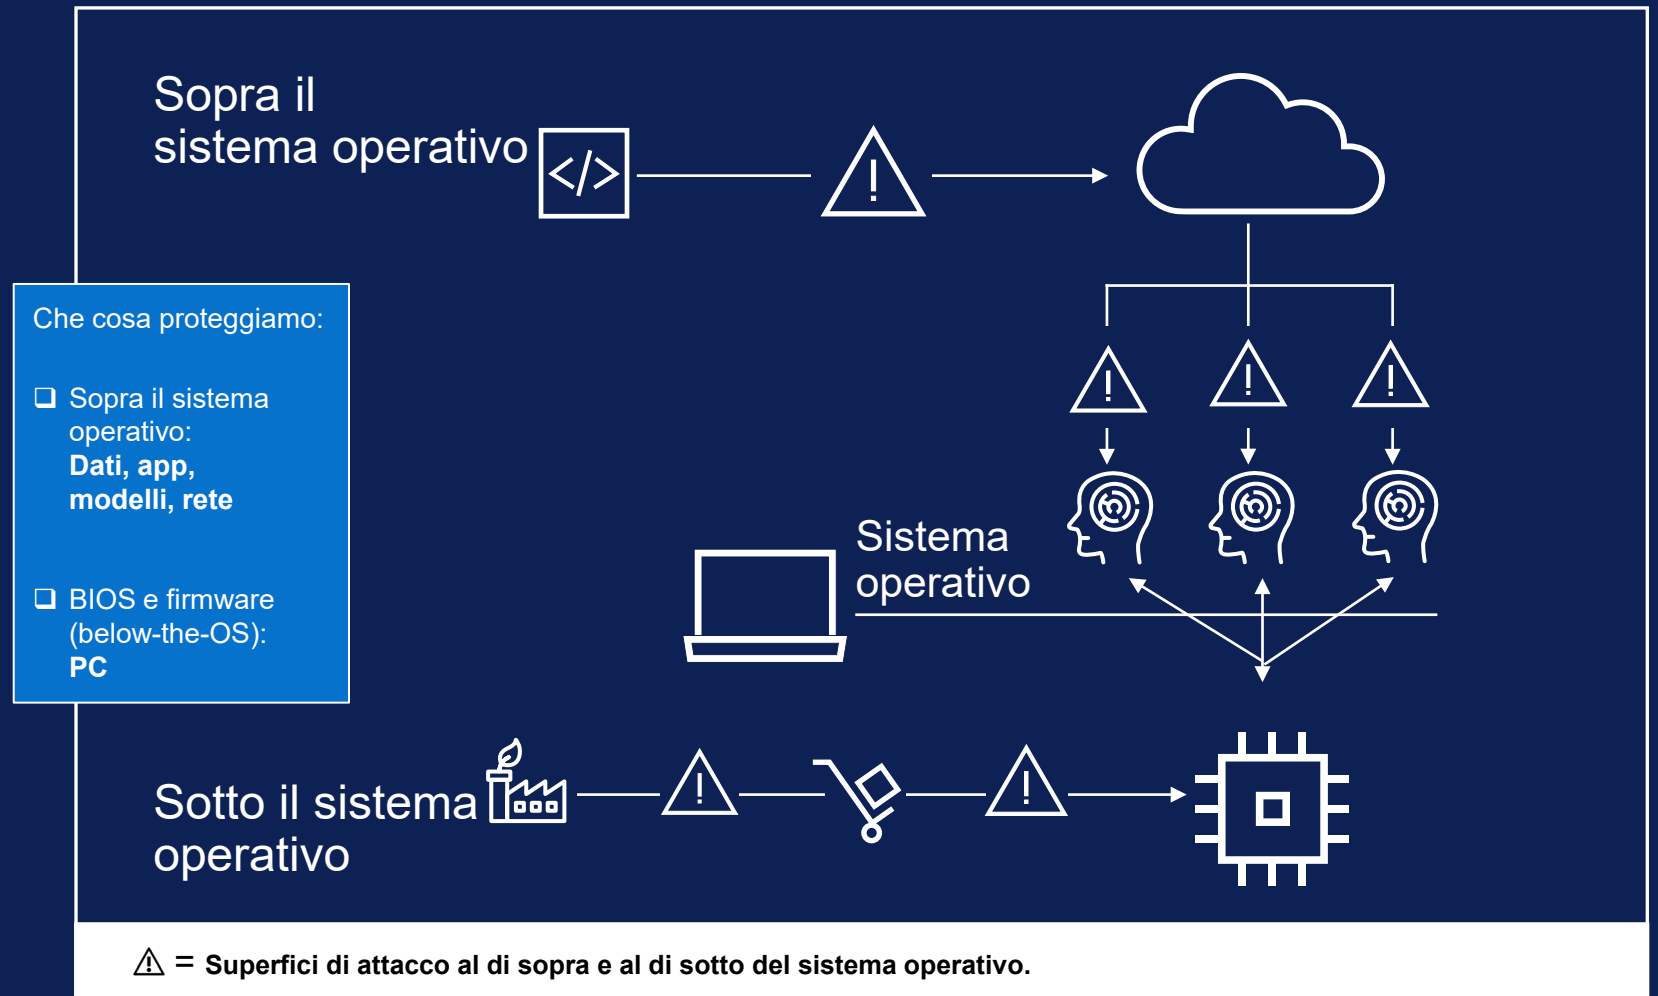 Sopra il
sistema operativo
</>
Che cosa proteggiamo:
❑ Sopra il sistema
operativo:
Dati, app,
modelli, rete
❑ BIOS e firmware
(below-the-OS):
PC
Sistema
operativo
Sotto il sistema
operativo
⚠ = Superfici di attacco al di sopra e al di sotto del sistema operativo.